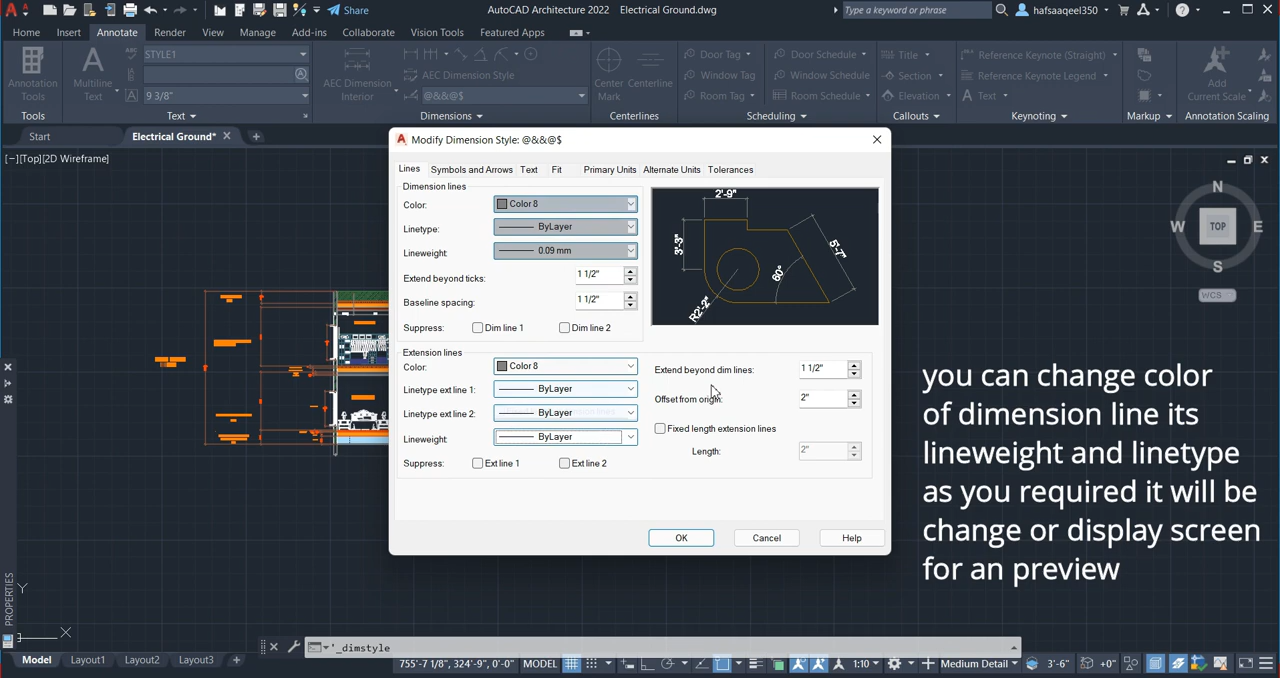 Share
AutoCAD Architecture 2022 Electrical Ground.dwg
Type a keyword or phrase
hafsaaqeel350
Home Insert Annotate Render View Manage Add-ins Collaborate Vision Tools Featured Apps
Annotation
Tools
Tools
Multiline
Text
STYLE1
9 3/8"
Text
AEC Dimension
Interior
AEC Dimension Style
@&&@$
Dimensions
Center
Mark
Centerline
Centerlines
Door Tag
Window Tag
Room Tag
Door Schedule
Window Schedule
Room Schedule
Scheduling
Title
Section
Elevation
Callouts
Reference Keynote (Straight)
Reference Keynote Legend
Text
Keynoting
Markup
Add
Current Scale
Annotation Scaling
Start Electrical Ground*
[−][Top][2D Wireframe]
N
W TOP E
S
WCS
Modify Dimension Style: @&&@$
Lines Symbols and Arrows Text Fit Primary Units Alternate Units Tolerances
Dimension lines
Color: Color 8
Linetype: ByLayer
Lineweight: 0.09 mm
Extend beyond ticks: 1 1/2"
Baseline spacing: 1 1/2"
Suppress: Dim line 1 Dim line 2
2'-9"
3'-3"
5'-7"
60°
R2'-2"
Extension lines
Color: Color 8
Linetype ext line 1: ByLayer
Linetype ext line 2: ByLayer
Lineweight: ByLayer
Suppress: Ext line 1 Ext line 2
Extend beyond dim lines: 1 1/2"
Offset from origin: 2"
Fixed length extension lines
Length: 2"
OK Cancel Help
you can change color
of dimension line its
lineweight and linetype
as you required it will be
change or display screen
for an preview
PROPERTIES
Y
X
'_dimstyle
Model Layout1 Layout2 Layout3
755'-7 1/8", 324'-9", 0'-0" MODEL 1:10 Medium Detail 3'-6" +0"